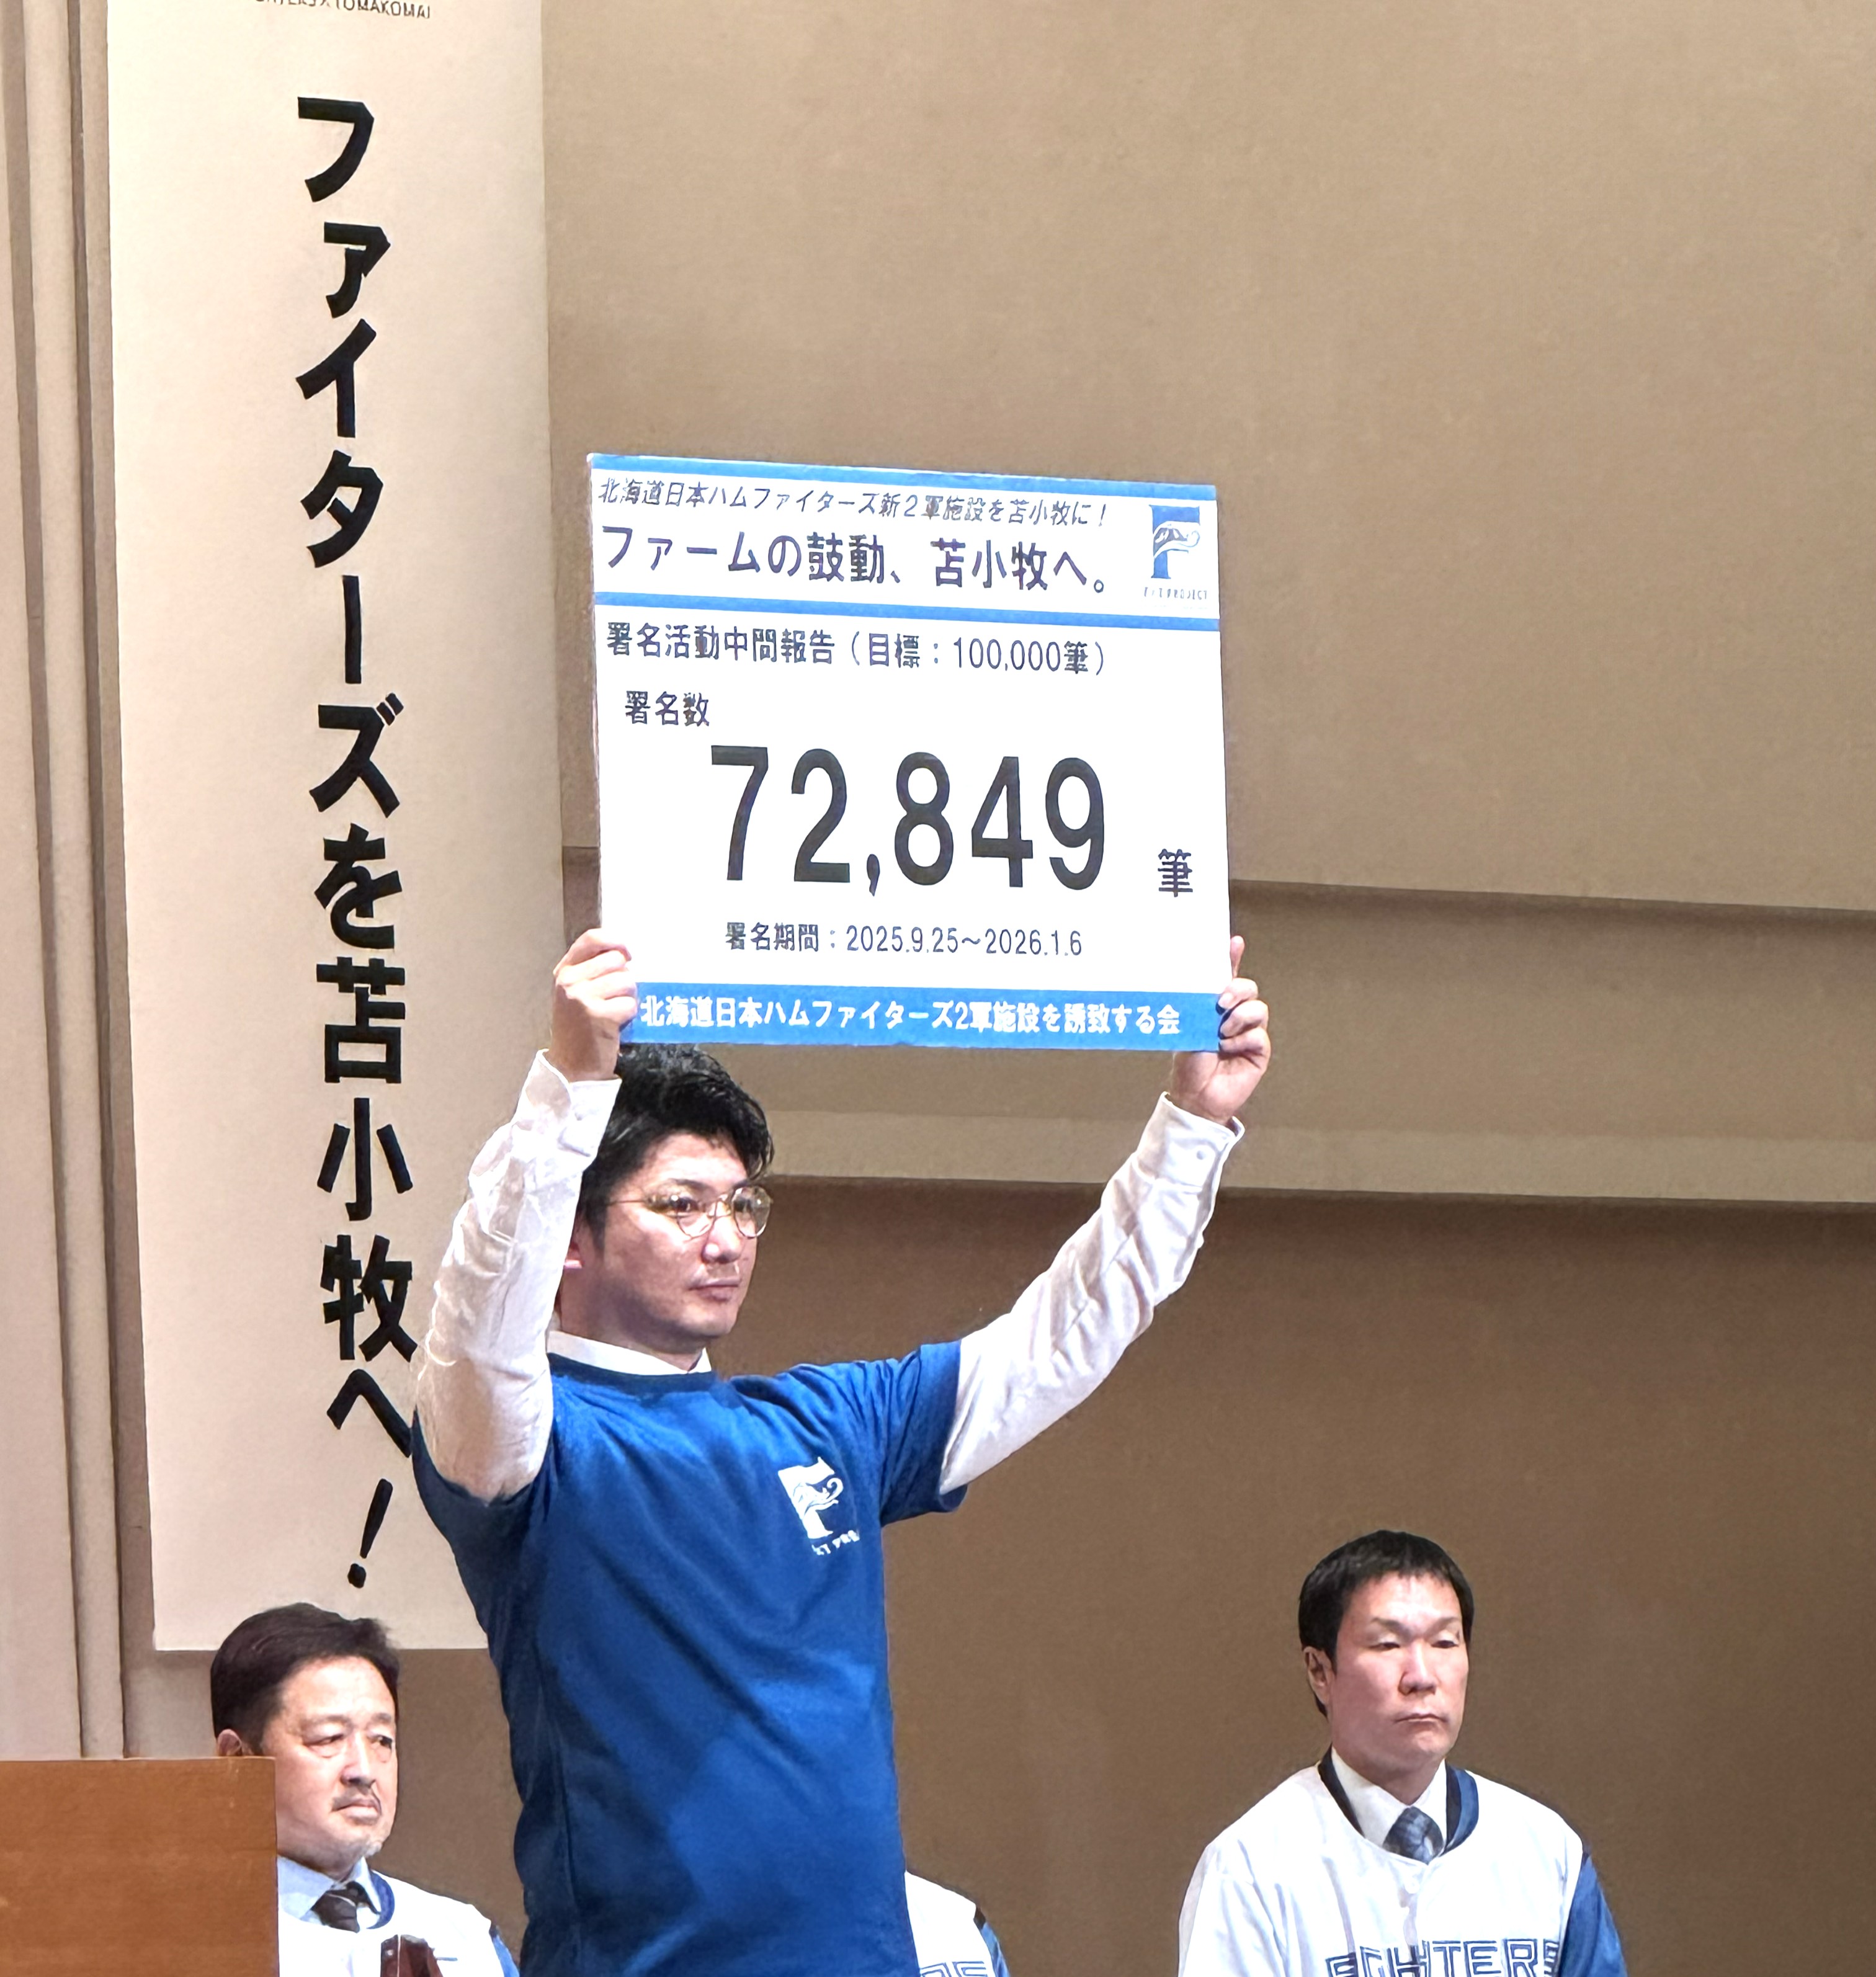 TOMAKOMAI
ファイターズを苫小牧へ！
北海道日本ハムファイターズ新２軍施設を苫小牧に！
ファームの鼓動、苫小牧へ。
PROJECT
署名活動中間報告（目標：100,000筆）
署名数
72,849 筆
署名期間：2025.9.25～2026.1.6
北海道日本ハムファイターズ2軍施設を誘致する会
FIGHTERS